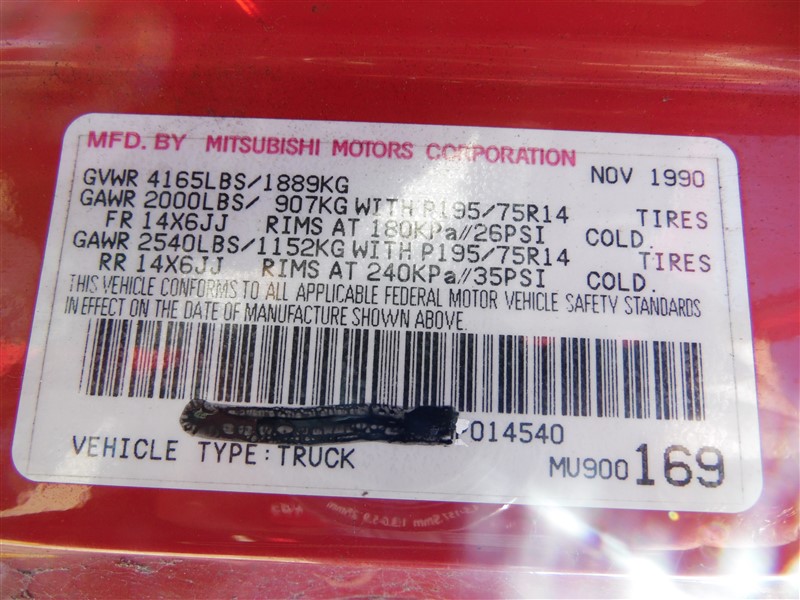 MFD. BY MITSUBISHI MOTORS CORPORATION
GVWR 4165LBS/1889KG NOV 1990
GAWR 2000LBS/ 907KG WITH P195/75R14 TIRES
FR 14X6JJ RIMS AT 180KPa//26PSI COLD.
GAWR 2540LBS/1152KG WITH P195/75R14 TIRES
RR 14X6JJ RIMS AT 240KPa//35PSI COLD.
THIS VEHICLE CONFORMS TO ALL APPLICABLE FEDERAL MOTOR VEHICLE SAFETY STANDARDS
IN EFFECT ON THE DATE OF MANUFACTURE SHOWN ABOVE.
014540
VEHICLE TYPE:TRUCK MU900169